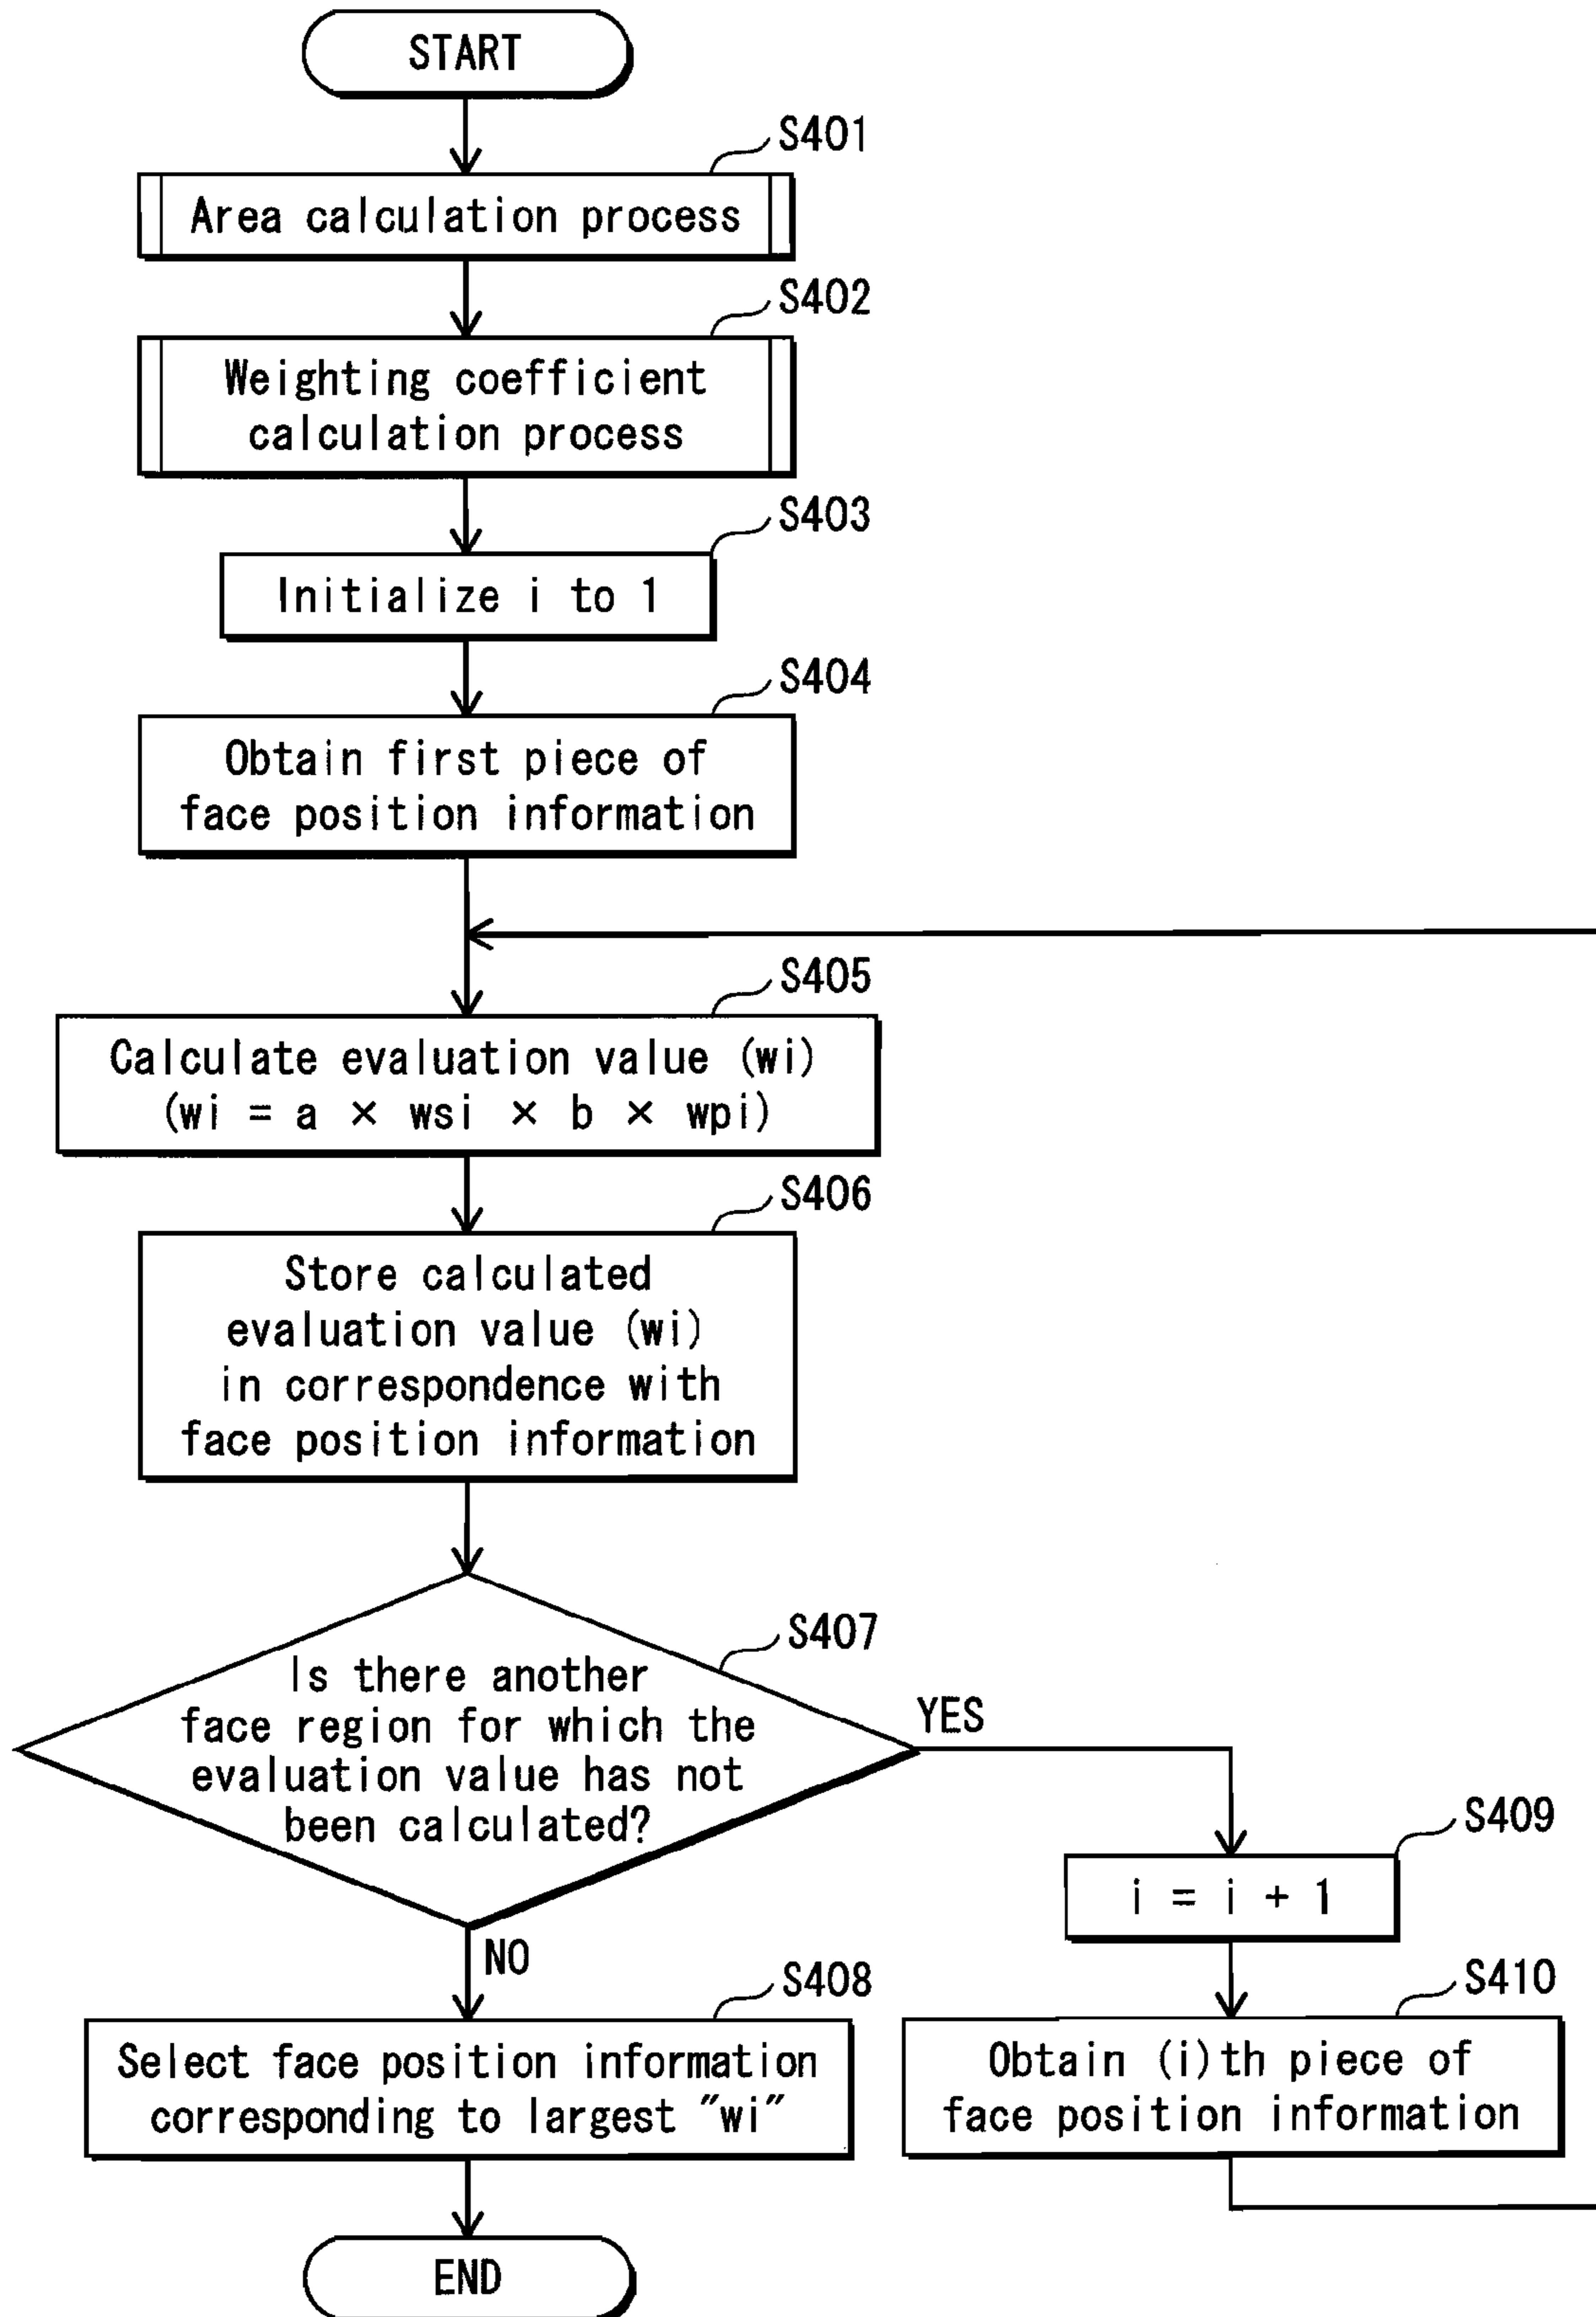 START
S401
Area calculation process
S402
Weighting coefficient
calculation process
S403
Initialize i to 1
S404
Obtain first piece of
face position information
S405
Calculate evaluation value (wi)
(wi = a × wsi × b × wpi)
S406
Store calculated
evaluation value (wi)
in correspondence with
face position information
S407
Is there another
face region for which the
evaluation value has not
been calculated?
YES
S409
i = i + 1
NO
S408
Select face position information
corresponding to largest "wi"
S410
Obtain (i)th piece of
face position information
END